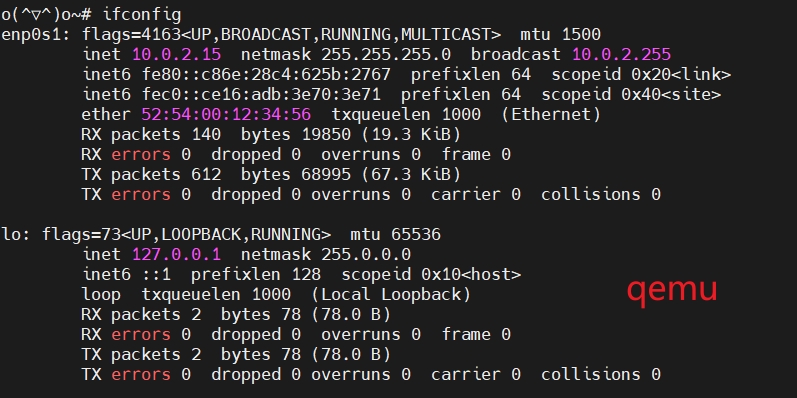 o(^▽^)o~# ifconfig
enp0s1: flags=4163<UP,BROADCAST,RUNNING,MULTICAST>  mtu 1500
        inet 10.0.2.15  netmask 255.255.255.0  broadcast 10.0.2.255
        inet6 fe80::c86e:28c4:625b:2767  prefixlen 64  scopeid 0x20<link>
        inet6 fec0::ce16:adb:3e70:3e71  prefixlen 64  scopeid 0x40<site>
        ether 52:54:00:12:34:56  txqueuelen 1000  (Ethernet)
        RX packets 140  bytes 19850 (19.3 KiB)
        RX errors 0  dropped 0  overruns 0  frame 0
        TX packets 612  bytes 68995 (67.3 KiB)
        TX errors 0  dropped 0 overruns 0  carrier 0  collisions 0

lo: flags=73<UP,LOOPBACK,RUNNING>  mtu 65536
        inet 127.0.0.1  netmask 255.0.0.0
        inet6 ::1  prefixlen 128  scopeid 0x10<host>
        loop  txqueuelen 1000  (Local Loopback)
        RX packets 2  bytes 78 (78.0 B)
        RX errors 0  dropped 0  overruns 0  frame 0
        TX packets 2  bytes 78 (78.0 B)
        TX errors 0  dropped 0 overruns 0  carrier 0  collisions 0
qemu